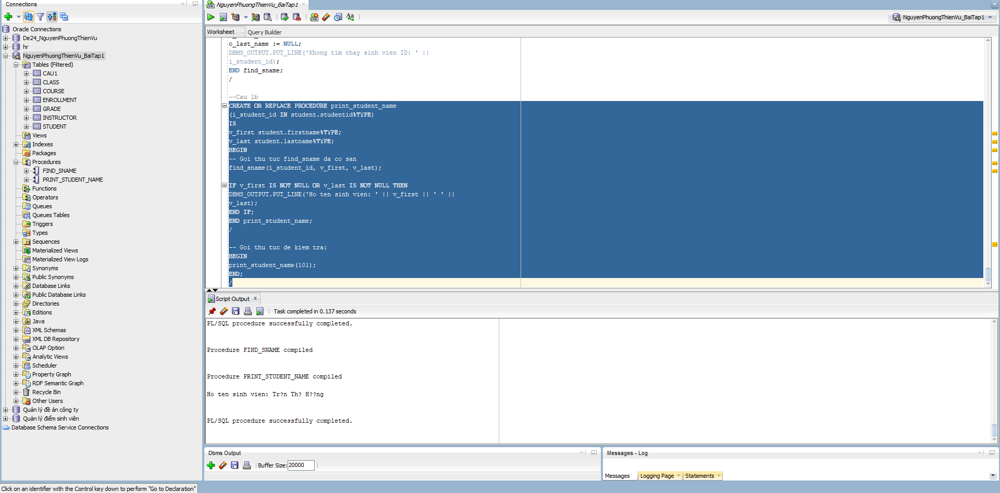 Connections
Oracle Connections
De24_NguyenPhuongThienVu
hr
NguyenPhuongThienVu_BaiTap1
Tables (Filtered)
CAU1
CLASS
COURSE
ENROLLMENT
GRADE
INSTRUCTOR
STUDENT
Views
Indexes
Packages
Procedures
FIND_SNAME
PRINT_STUDENT_NAME
Functions
Operators
Queues
Queues Tables
Triggers
Types
Sequences
Materialized Views
Materialized View Logs
Synonyms
Public Synonyms
Database Links
Public Database Links
Directories
Editions
Java
XML Schemas
XML DB Repository
OLAP Option
Analytic Views
Scheduler
Property Graph
RDF Semantic Graph
Recycle Bin
Other Users
Quản lý đề án công ty
Quản lý điểm sinh viên
Database Schema Service Connections
NguyenPhuongThienVu_BaiTap1
NguyenPhuongThienVu_BaiTap1
Worksheet
Query Builder
o_last_name := NULL;
DBMS_OUTPUT.PUT_LINE('Khong tim thay sinh vien ID: ' ||
i_student_id);
END find_sname;
/
--Cau 1b
CREATE OR REPLACE PROCEDURE print_student_name
(i_student_id IN student.studentid%TYPE)
IS
v_first student.firstname%TYPE;
v_last student.lastname%TYPE;
BEGIN
-- Goi thu tuc find_sname da co san
find_sname(i_student_id, v_first, v_last);
IF v_first IS NOT NULL OR v_last IS NOT NULL THEN
DBMS_OUTPUT.PUT_LINE('Ho ten sinh vien: ' || v_first || ' ' ||
v_last);
END IF;
END print_student_name;
/
-- Goi thu tuc de kiem tra:
BEGIN
print_student_name(101);
END;
/
Script Output
Task completed in 0.137 seconds
PL/SQL procedure successfully completed.
Procedure FIND_SNAME compiled
Procedure PRINT_STUDENT_NAME compiled
Ho ten sinh vien: Tr?n Th? H??ng
PL/SQL procedure successfully completed.
Dbms Output
Buffer Size: 20000
Messages - Log
Messages
Logging Page
Statements
Click on an identifier with the Control key down to perform "Go to Declaration"